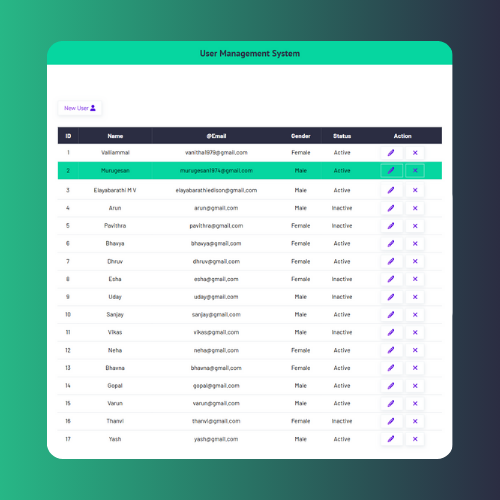 User Management System
New User
ID Name @Email Gender Status Action
1 Valliammal vanitha1979@gmail.com Female Active
2 Murugesan murugesan1974@gmail.com Male Active
3 Elayabarathi M V elayabarathiedison@gmail.com Male Active
4 Arun arun@gmail.com Male Inactive
5 Pavithra pavithra@gmail.com Female Inactive
6 Bhavya bhavya@gmail.com Female Active
7 Dhruv dhruv@gmail.com Male Active
8 Esha esha@gmail.com Female Inactive
9 Uday uday@gmail.com Male Inactive
10 Sanjay sanjay@gmail.com Male Active
11 Vikas vikas@gmail.com Male Inactive
12 Neha neha@gmail.com Female Active
13 Bhavna bhavna@gmail.com Female Active
14 Gopal gopal@gmail.com Male Active
15 Varun varun@gmail.com Male Active
16 Thanvi thanvi@gmail.com Female Inactive
17 Yash yash@gmail.com Male Active